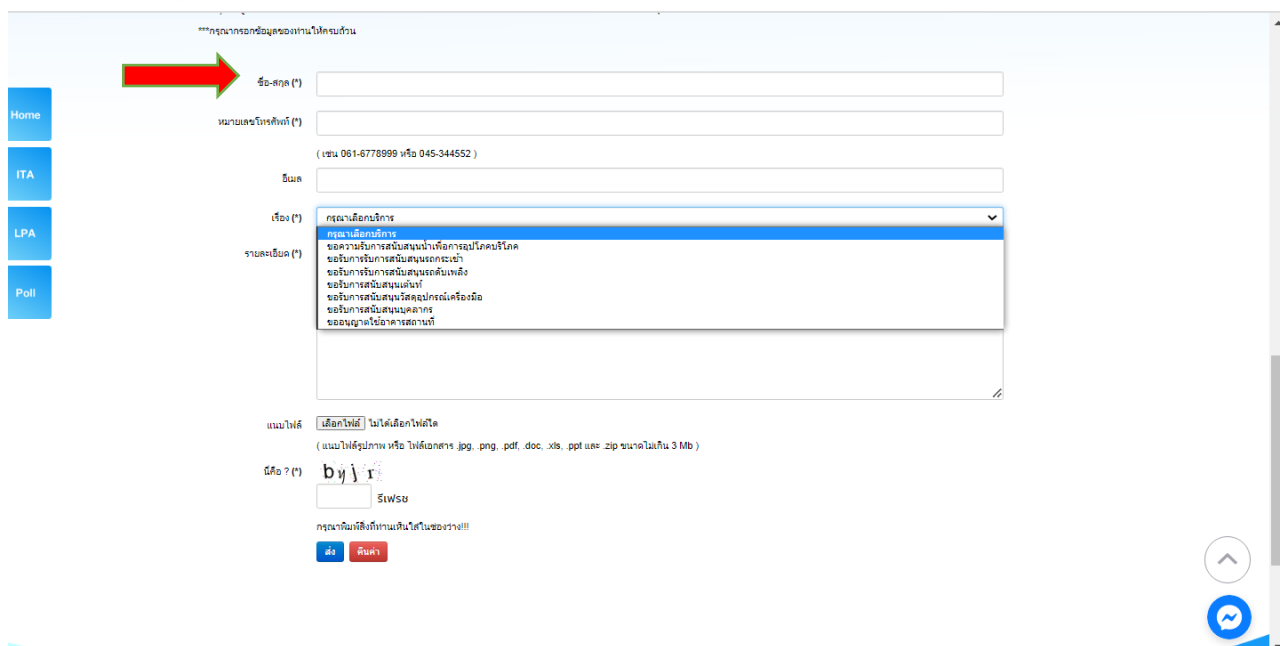 ***กรุณากรอกข้อมูลของท่านให้ครบถ้วน
ชื่อ-สกุล (*)
Home
หมายเลขโทรศัพท์ (*)
( เช่น 061-6778999 หรือ 045-344552 )
ITA
อีเมล
เรื่อง (*)
กรุณาเลือกบริการ
LPA
กรุณาเลือกบริการ
ขอความรับการสนับสนุนน้ำเพื่อการอุปโภคบริโภค
รายละเอียด (*)
ขอรับการรับการสนับสนุนรถกระเช้า
ขอรับการรับการสนับสนุนรถดับเพลิง
ขอรับการสนับสนุนเต้นท์
Poll
ขอรับการสนับสนุนวัสดุอุปกรณ์เครื่องมือ
ขอรับการสนับสนุนบุคลากร
ขออนุญาตใช้อาคารสถานที่
แนบไฟล์ เลือกไฟล์ ไม่ได้เลือกไฟล์ใด
( แนบไฟล์รูปภาพ หรือ ไฟล์เอกสาร .jpg, .png, .pdf, .doc, .xls, .ppt และ .zip ขนาดไม่เกิน 3 Mb )
นี่คือ ? (*) byjr
รีเฟรช
กรุณาพิมพ์สิ่งที่ท่านเห็นใส่ในช่องว่าง!!!
ส่ง คืนค่า